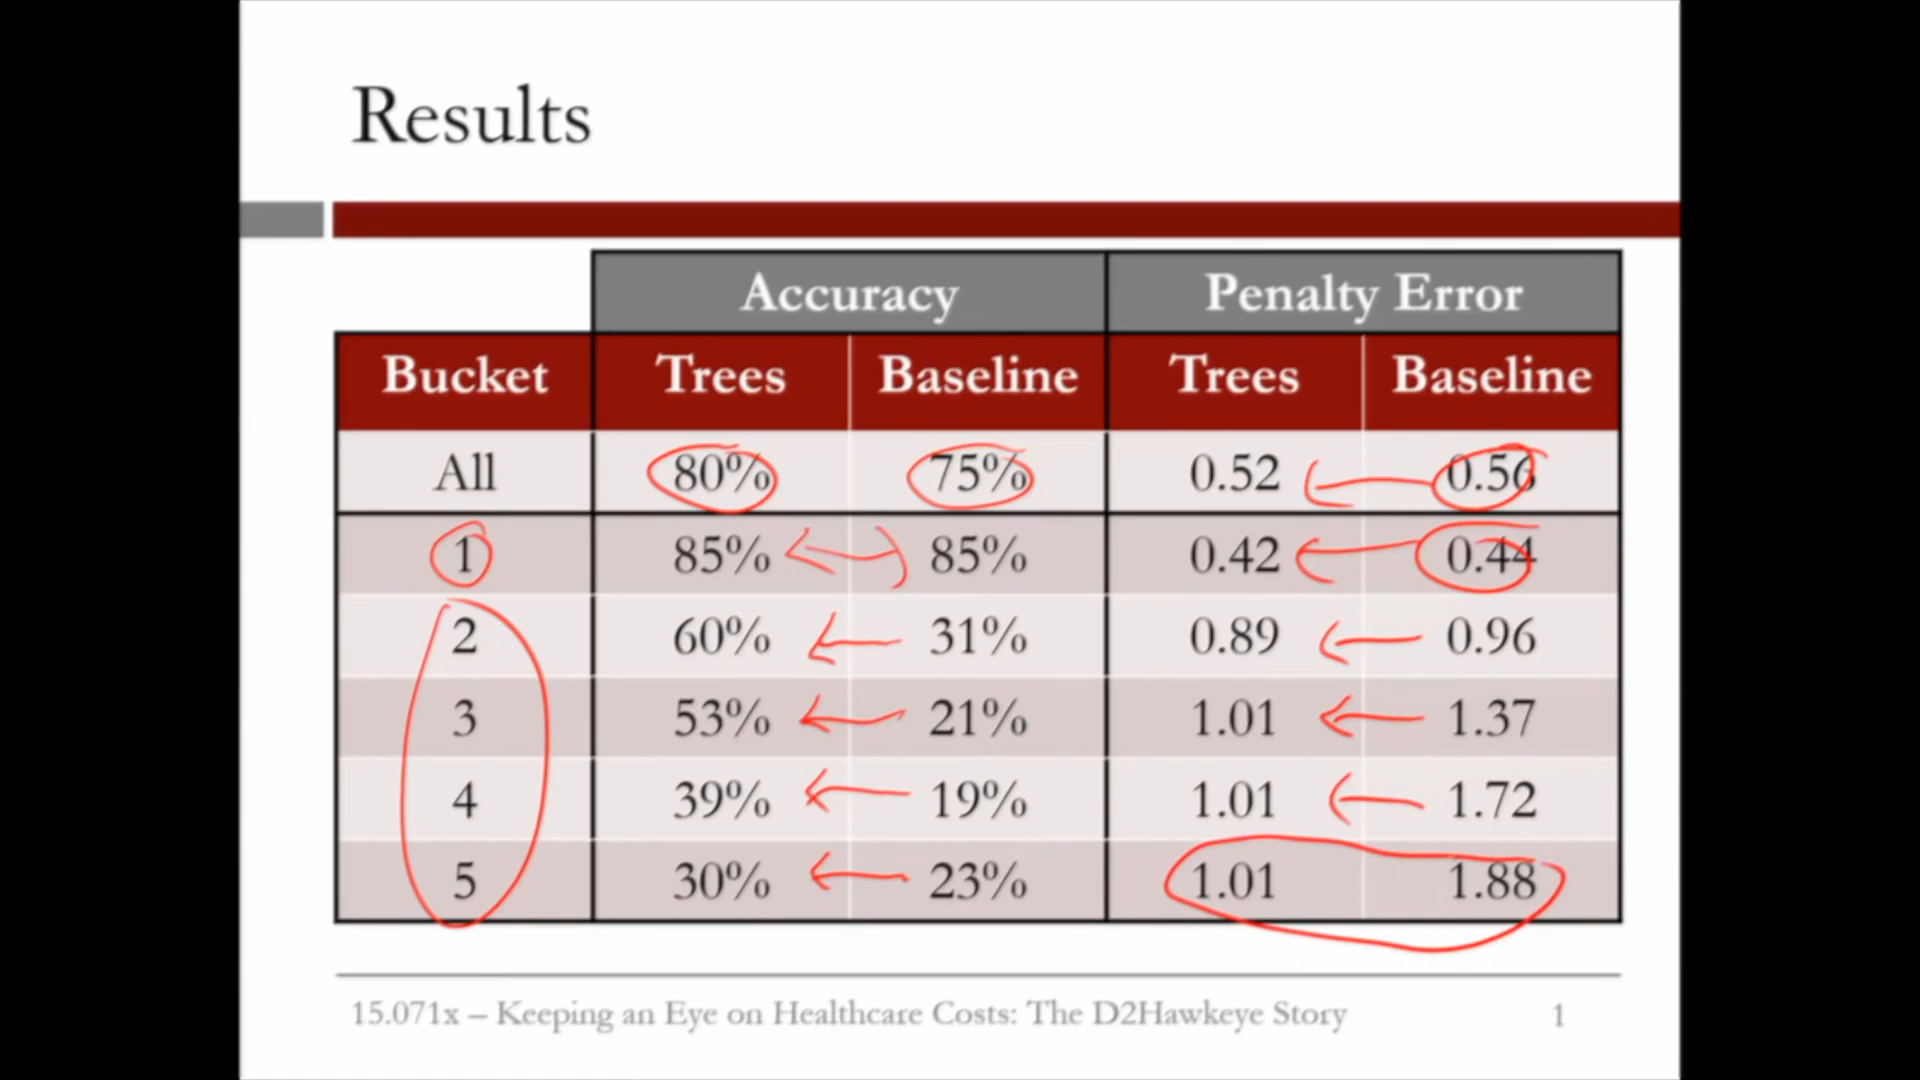 Results
Accuracy Penalty Error
Bucket Trees Baseline Trees Baseline
All 80% 75% 0.52 0.56
1 85% 85% 0.42 0.44
2 60% 31% 0.89 0.96
3 53% 21% 1.01 1.37
4 39% 19% 1.01 1.72
5 30% 23% 1.01 1.88
15.071x – Keeping an Eye on Healthcare Costs: The D2Hawkeye Story 1